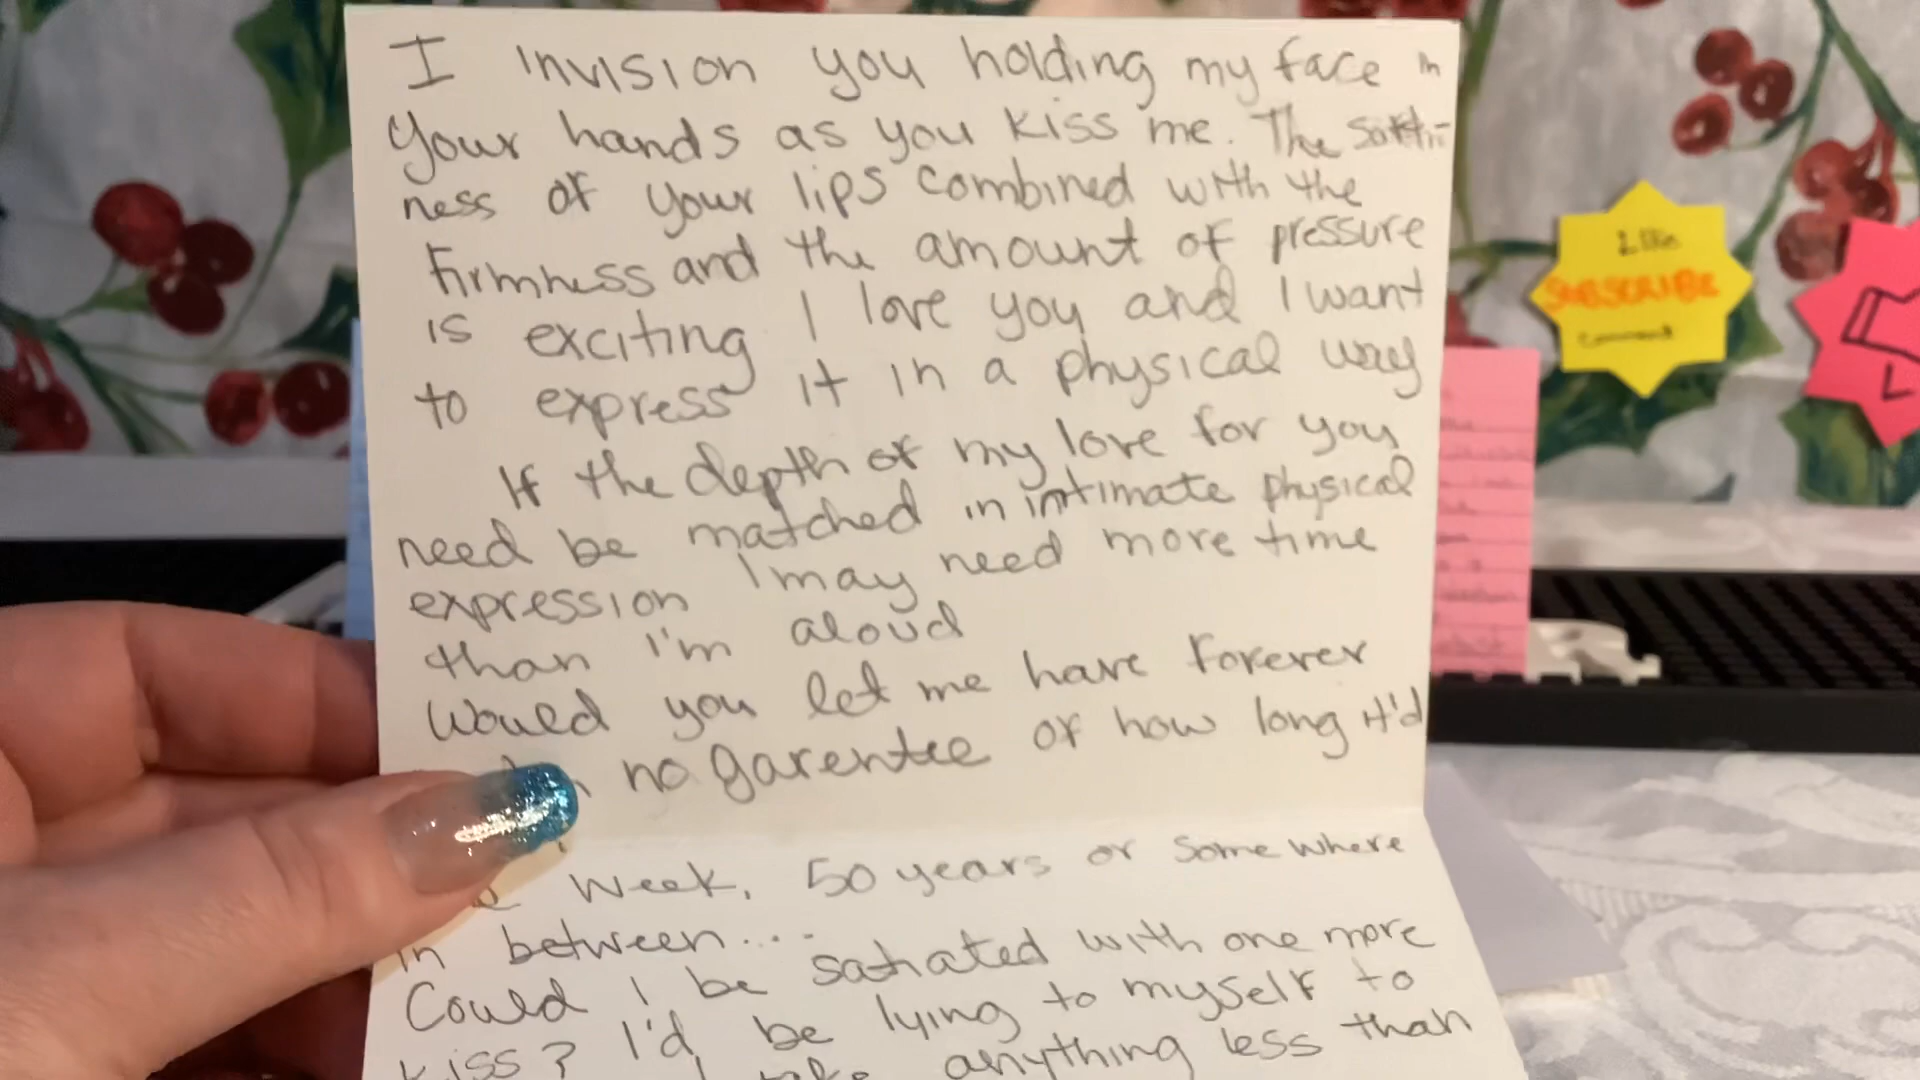 I invision you holding my face in
your hands as you kiss me. The
ness of your lips combined with the
firmness and the amount of pressure
is exciting I love you and I want
to express it in a physical way
If the depth of my love for you
need be matched in intimate physical
expression I may need more time
than I'm aloud
Would you let me have forever
no garentee of how long it'd
week, 50 years or some where
in between....
Could I be satiated with one more
kiss? I'd be lying to myself to
anything less than
Like
SUBSCRIBE
comment